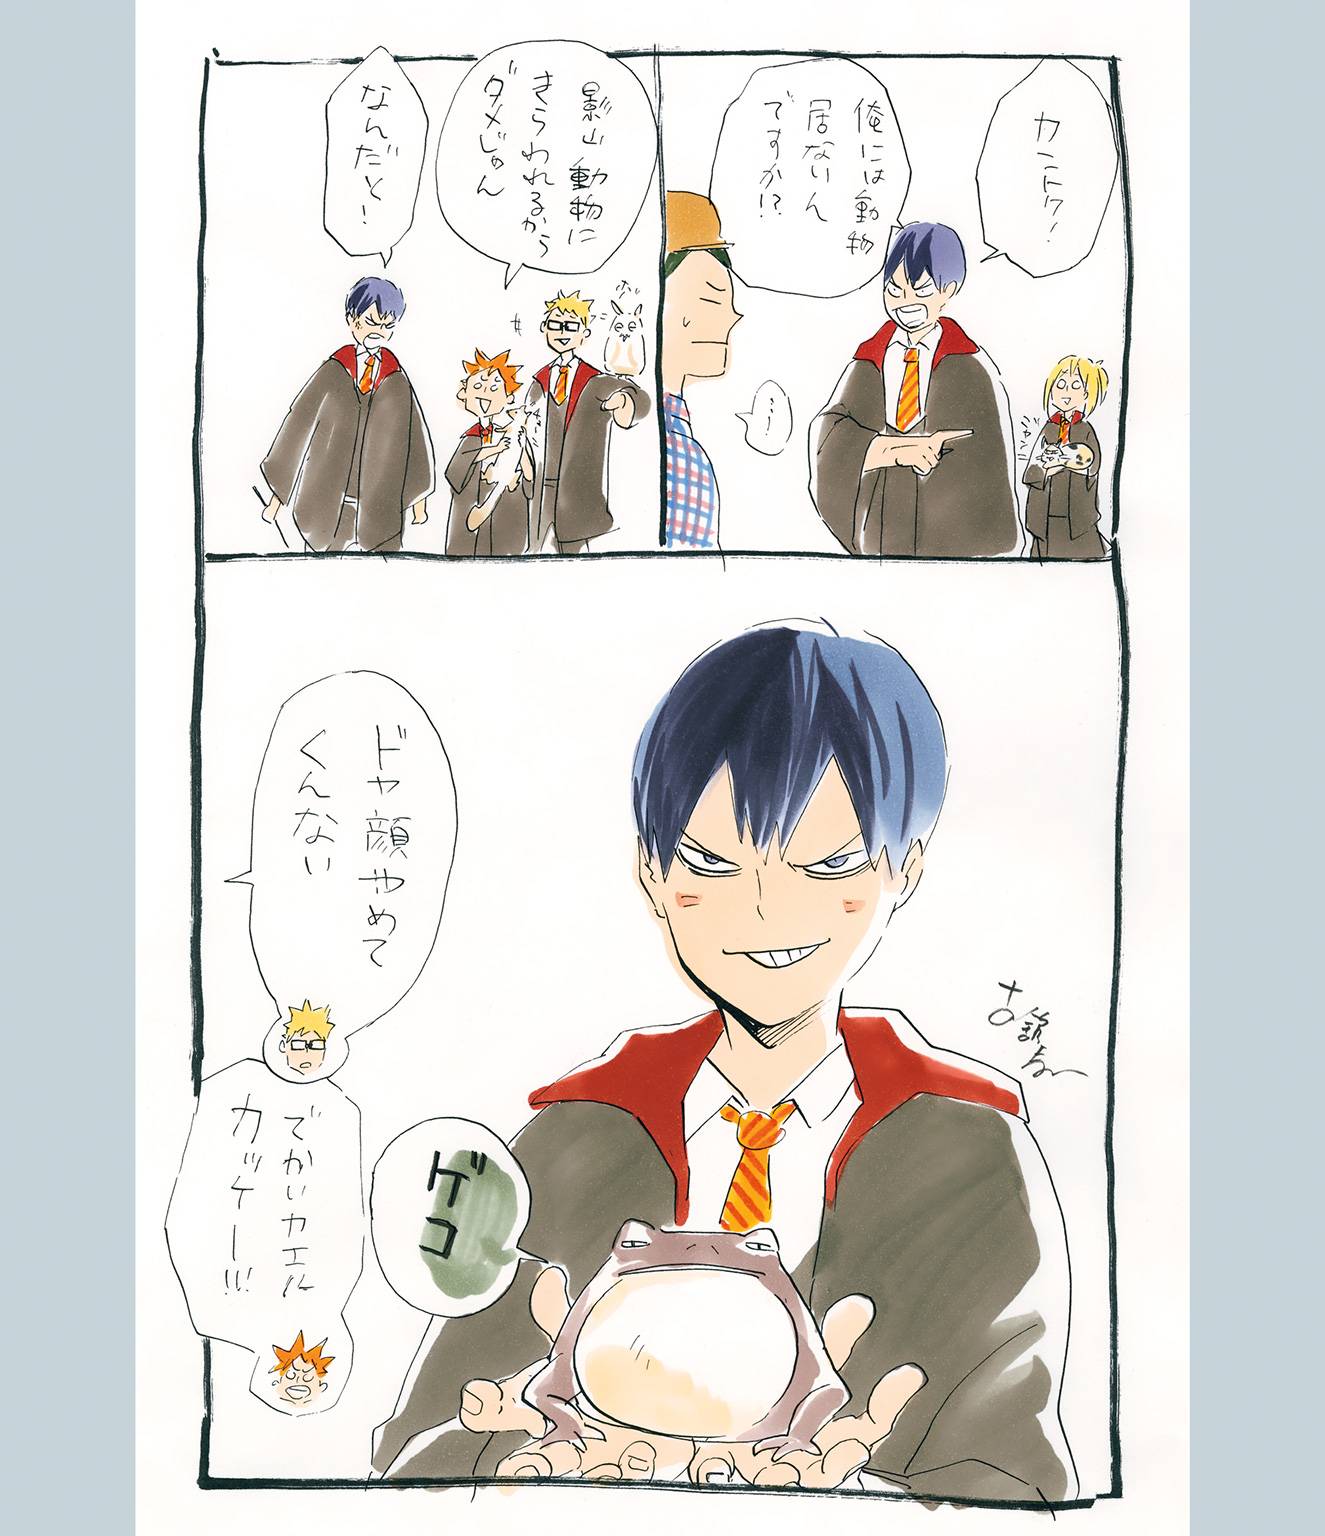 カントク!
俺には動物
居ないん
ですか!?
影山動物に
きらわれるから
ダメじゃん
なんだと!
ドヤ顔やめて
くんない
でかいカエル
カッケー!!!
ゲコ
古舘